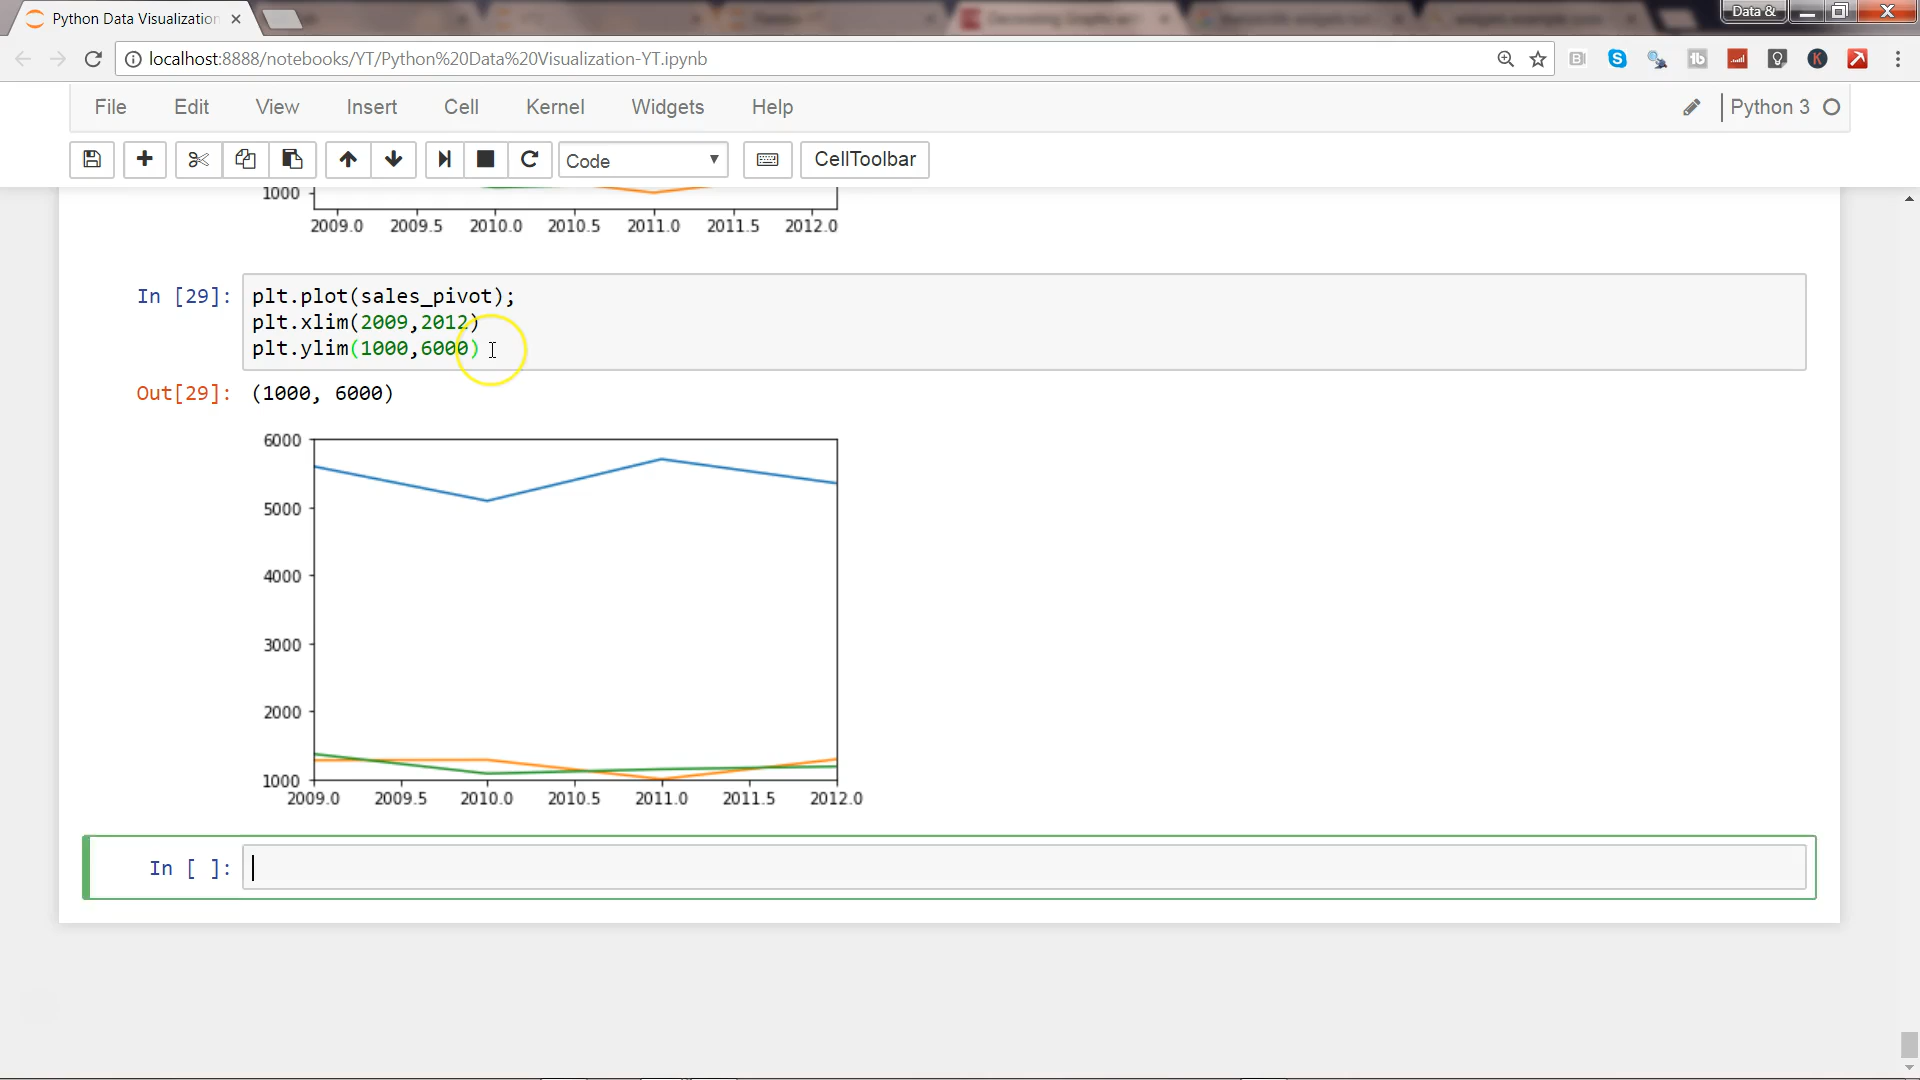 Python Data Visualization
Data &
localhost:8888/notebooks/YT/Python%20Data%20Visualization-YT.ipynb
File Edit View Insert Cell Kernel Widgets Help
Python 3
Code
CellToolbar
1000
2009.0 2009.5 2010.0 2010.5 2011.0 2011.5 2012.0
In [29]: plt.plot(sales_pivot);
plt.xlim(2009,2012)
plt.ylim(1000,6000)
Out[29]: (1000, 6000)
6000
5000
4000
3000
2000
1000
2009.0 2009.5 2010.0 2010.5 2011.0 2011.5 2012.0
In [ ]: